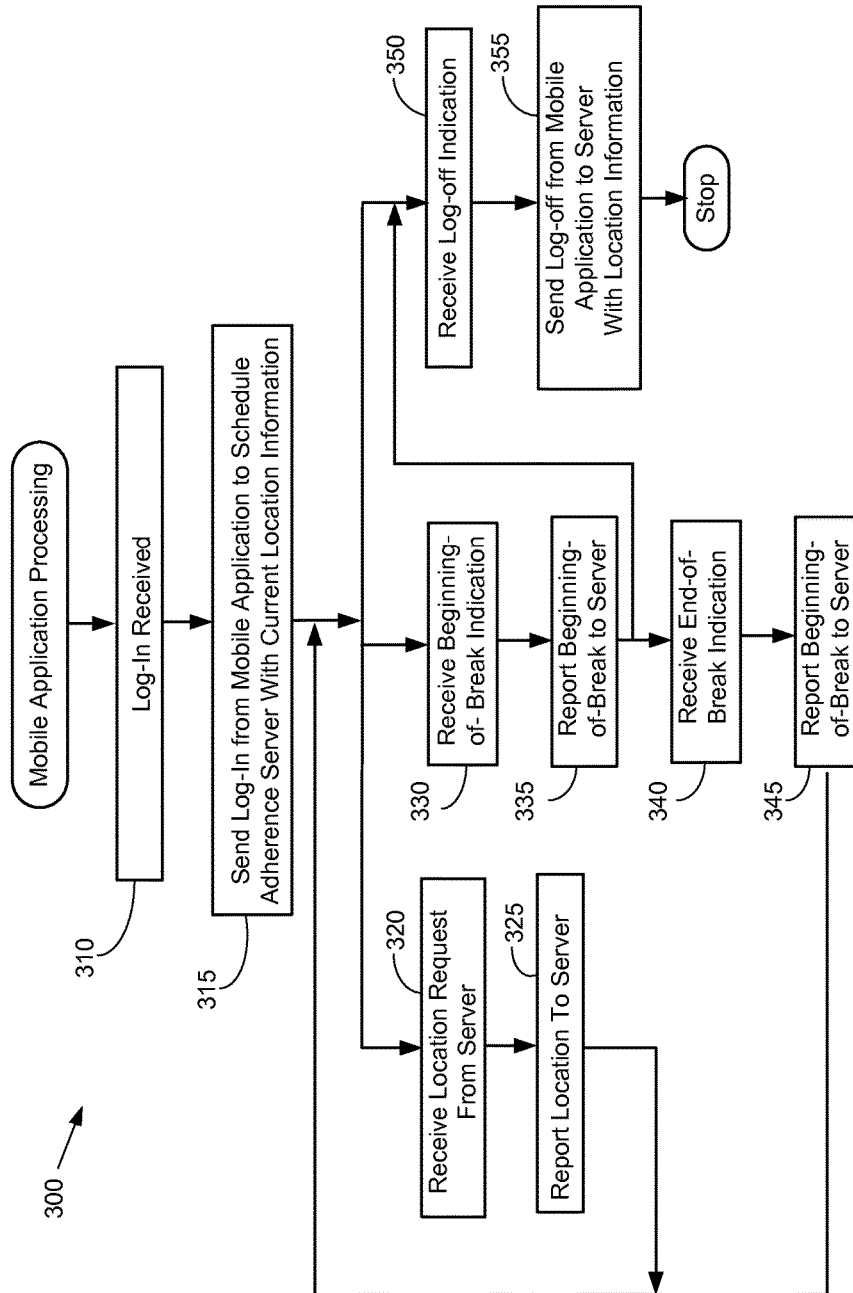 300
Mobile Application Processing
Log-In Received
310
Send Log-In from Mobile Application to Schedule
Adherence Server With Current Location Information
315
Receive Location Request
From Server
320
Report Location To Server
325
Receive Beginning-
of- Break Indication
330
Report Beginning-
of-Break to Server
335
Receive End-of-
Break Indication
340
Report Beginning-
of-Break to Server
345
Receive Log-off Indication
350
Send Log-off from Mobile
Application to Server
With Location Information
355
Stop